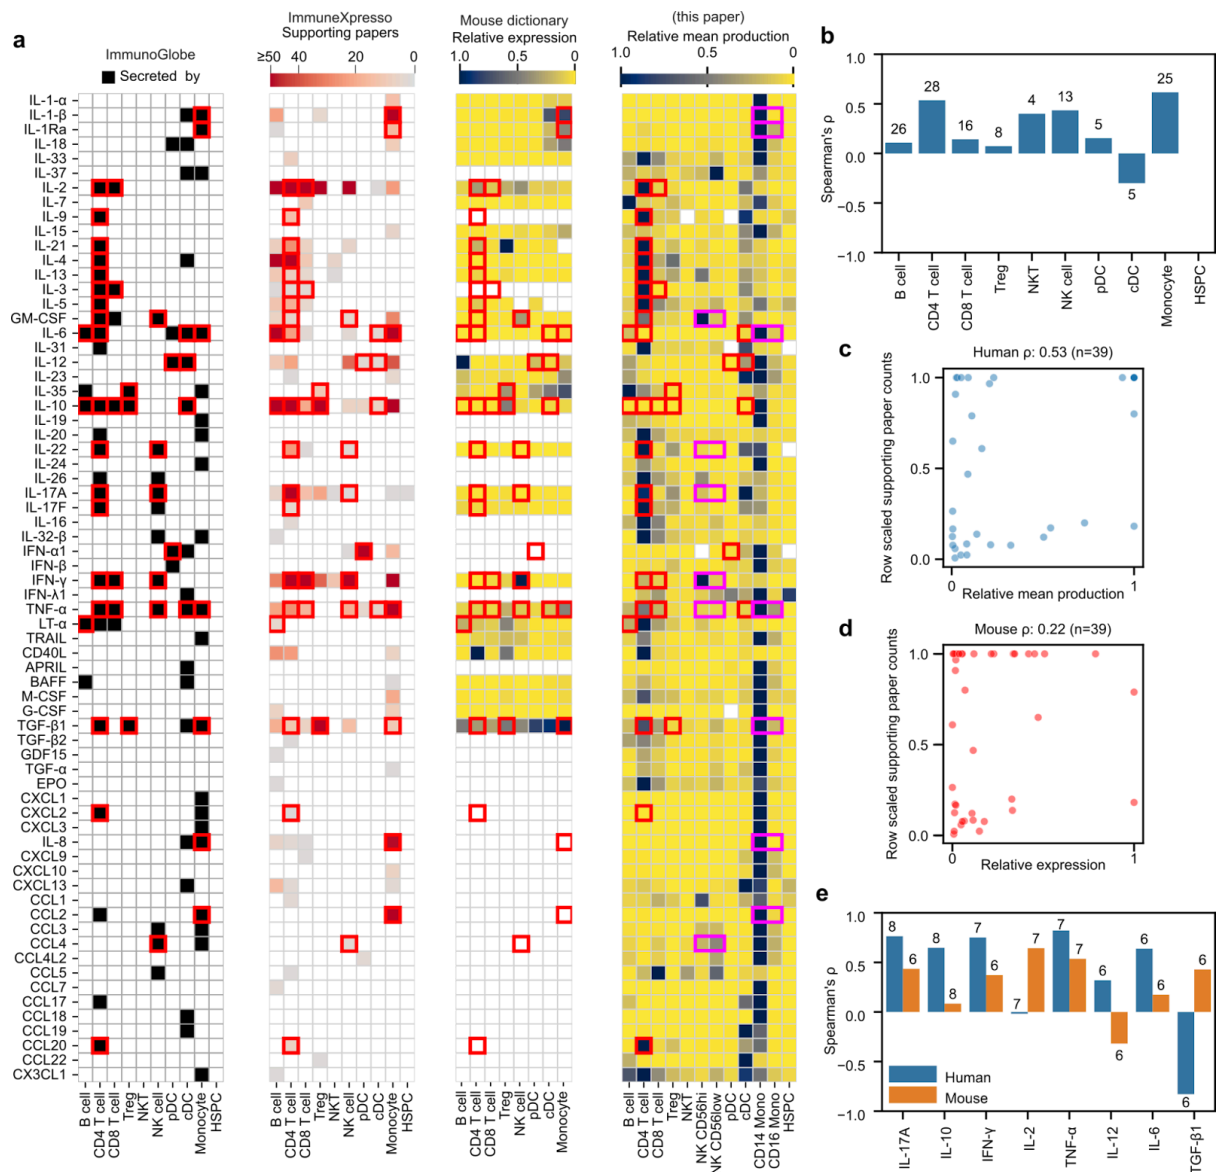 a
ImmunoGlobe
Secreted by
ImmuneXpresso
Supporting papers
≥50 40 20 0
Mouse dictionary
Relative expression
1.0 0.5 0
(this paper)
Relative mean production
1.0 0.5 0
IL-1-α
IL-1-β
IL-1Ra
IL-18
IL-33
IL-37
IL-2
IL-7
IL-9
IL-15
IL-21
IL-4
IL-13
IL-3
IL-5
GM-CSF
IL-6
IL-31
IL-12
IL-23
IL-35
IL-10
IL-19
IL-20
IL-22
IL-24
IL-26
IL-17A
IL-17F
IL-16
IL-32-β
IFN-α1
IFN-β
IFN-γ
IFN-λ1
TNF-α
LT-α
TRAIL
CD40L
APRIL
BAFF
M-CSF
G-CSF
TGF-β1
TGF-β2
GDF15
TGF-α
EPO
CXCL1
CXCL2
CXCL3
IL-8
CXCL9
CXCL10
CXCL13
CCL1
CCL2
CCL3
CCL4
CCL4L2
CCL5
CCL7
CCL17
CCL18
CCL19
CCL20
CCL22
CX3CL1
B cell
CD4 T cell
CD8 T cell
Treg
NKT
NK cell
pDC
cDC
Monocyte
HSPC
B cell
CD4 T cell
CD8 T cell
Treg
NKT
NK cell
pDC
cDC
Monocyte
HSPC
B cell
CD4 T cell
CD8 T cell
Treg
NK cell
pDC
cDC
Monocyte
B cell
CD4 T cell
CD8 T cell
Treg
NKT
NK CD56hi
NK CD56low
pDC
cDC
CD14 Mono
CD16 Mono
HSPC
b
Spearman's ρ
1.0
0.5
0.0
−0.5
−1.0
26 28 16 8 4 13 5 5 25
B cell
CD4 T cell
CD8 T cell
Treg
NKT
NK cell
pDC
cDC
Monocyte
HSPC
c
Human ρ: 0.53 (n=39)
Row scaled supporting paper counts
1.0
0.5
0.0
0 1
Relative mean production
d
Mouse ρ: 0.22 (n=39)
Row scaled supporting paper counts
1.0
0.5
0.0
0 1
Relative expression
e
Spearman's ρ
1.0
0.5
0.0
−0.5
−1.0
8 6 6 8 7 6 7 6 7 7 6 6 6 6 6 6
Human
Mouse
IL-17A
IL-10
IFN-γ
IL-2
TNF-α
IL-12
IL-6
TGF-β1